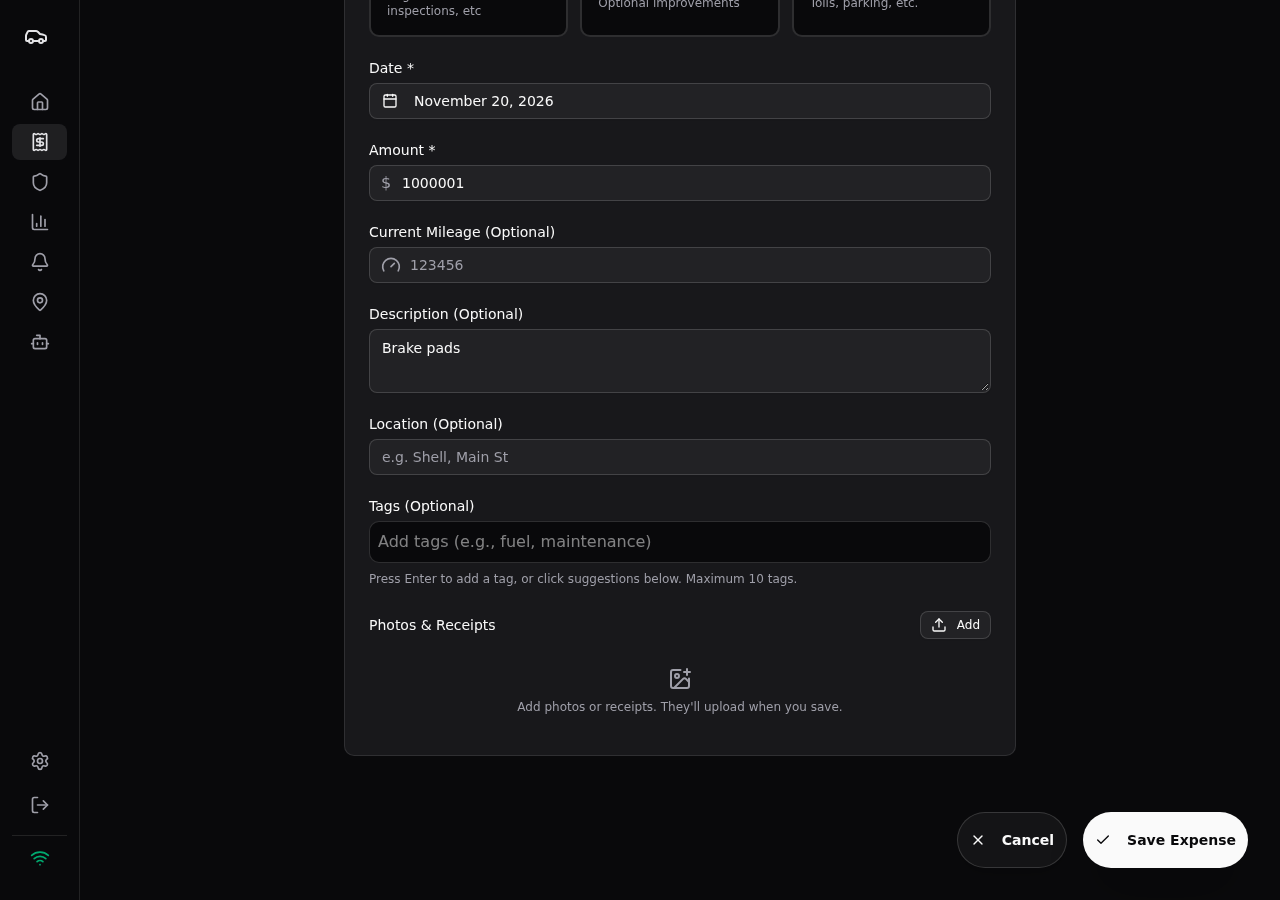 inspections, etc
Optional improvements
Tolls, parking, etc.
Date *
November 20, 2026
Amount *
$ 1000001
Current Mileage (Optional)
123456
Description (Optional)
Brake pads
Location (Optional)
e.g. Shell, Main St
Tags (Optional)
Add tags (e.g., fuel, maintenance)
Press Enter to add a tag, or click suggestions below. Maximum 10 tags.
Photos & Receipts
Add
Add photos or receipts. They'll upload when you save.
Cancel
Save Expense